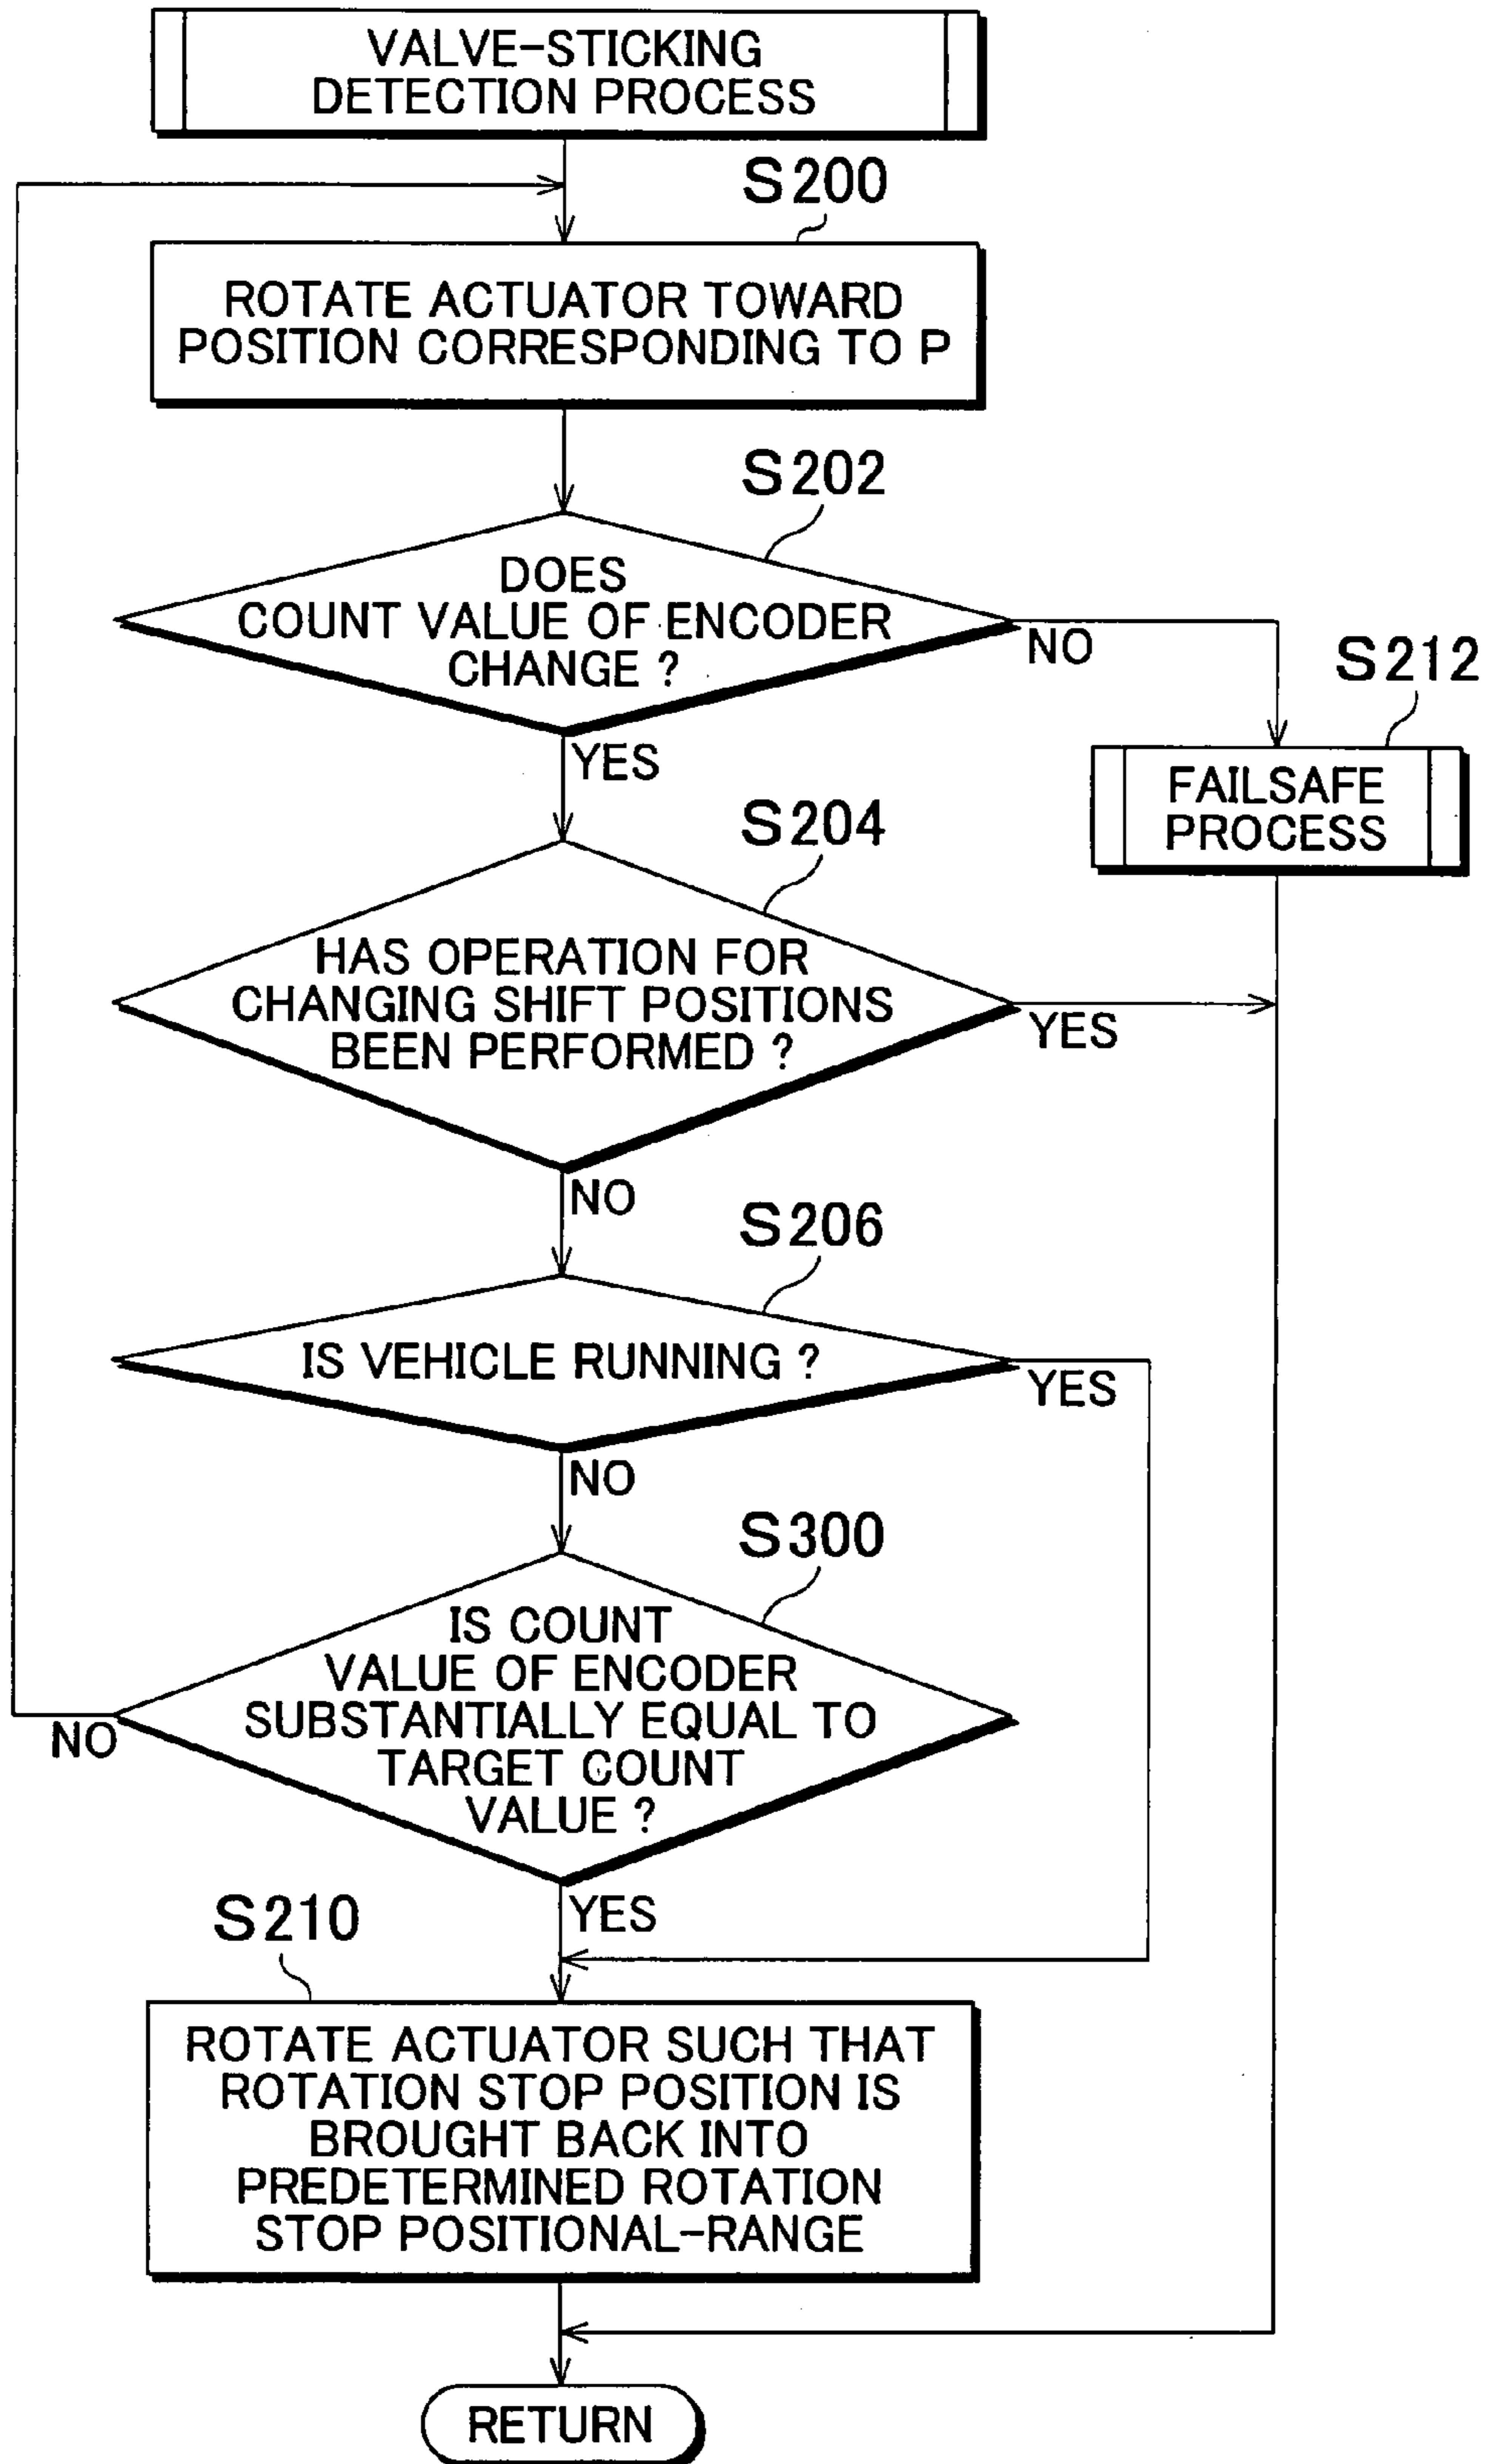 VALVE-STICKING
DETECTION PROCESS
S200
ROTATE ACTUATOR TOWARD
POSITION CORRESPONDING TO P
S202
DOES
COUNT VALUE OF ENCODER
CHANGE ?
NO
S212
YES
FAILSAFE
PROCESS
S204
HAS OPERATION FOR
CHANGING SHIFT POSITIONS
BEEN PERFORMED ?
YES
NO
S206
IS VEHICLE RUNNING ?
YES
NO
S300
IS COUNT
VALUE OF ENCODER
SUBSTANTIALLY EQUAL TO
TARGET COUNT
VALUE ?
NO
YES
S210
ROTATE ACTUATOR SUCH THAT
ROTATION STOP POSITION IS
BROUGHT BACK INTO
PREDETERMINED ROTATION
STOP POSITIONAL-RANGE
RETURN